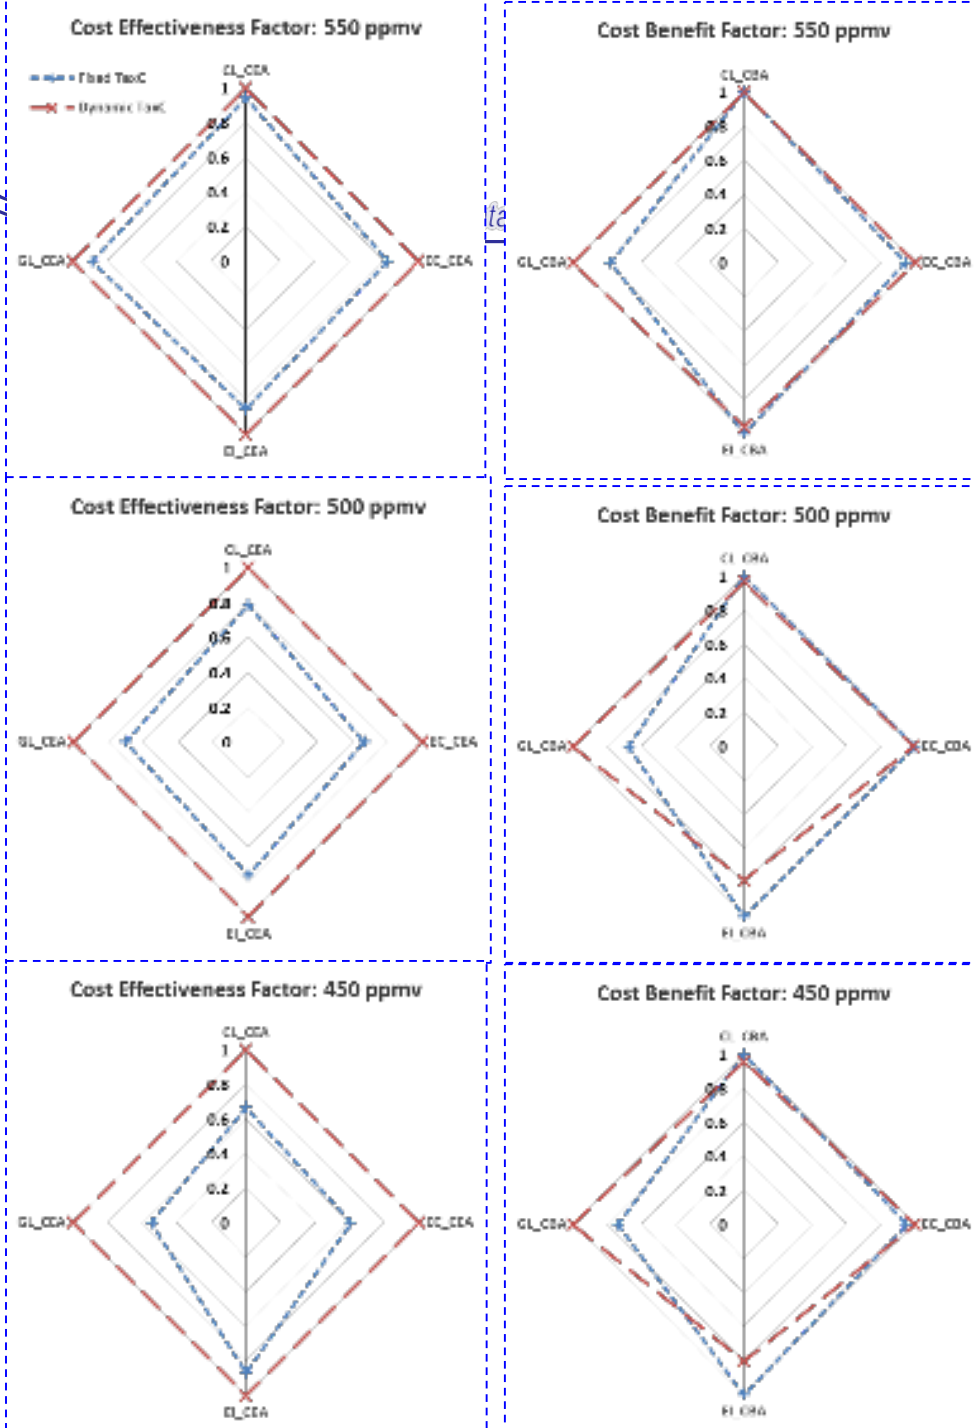 Cost Effectiveness Factor: 550 ppmv
Fixed TaxC
Dynamic TaxC
CL_CEA
1
0.8
0.6
0.4
0.2
0
GL_CEA
EC_CEA
EI_CEA
Cost Benefit Factor: 550 ppmv
CL_CBA
1
0.8
0.6
0.4
0.2
0
GL_CBA
EC_CBA
EI_CBA
ta
Cost Effectiveness Factor: 500 ppmv
CL_CEA
1
0.8
0.6
0.4
0.2
0
GL_CEA
EC_CEA
EI_CEA
Cost Benefit Factor: 500 ppmv
CL_CBA
1
0.8
0.6
0.4
0.2
0
GL_CBA
EC_CBA
EI_CBA
Cost Effectiveness Factor: 450 ppmv
CL_CEA
1
0.8
0.6
0.4
0.2
0
GL_CEA
EC_CEA
EI_CEA
Cost Benefit Factor: 450 ppmv
CL_CBA
1
0.8
0.6
0.4
0.2
0
GL_CBA
EC_CBA
EI_CBA